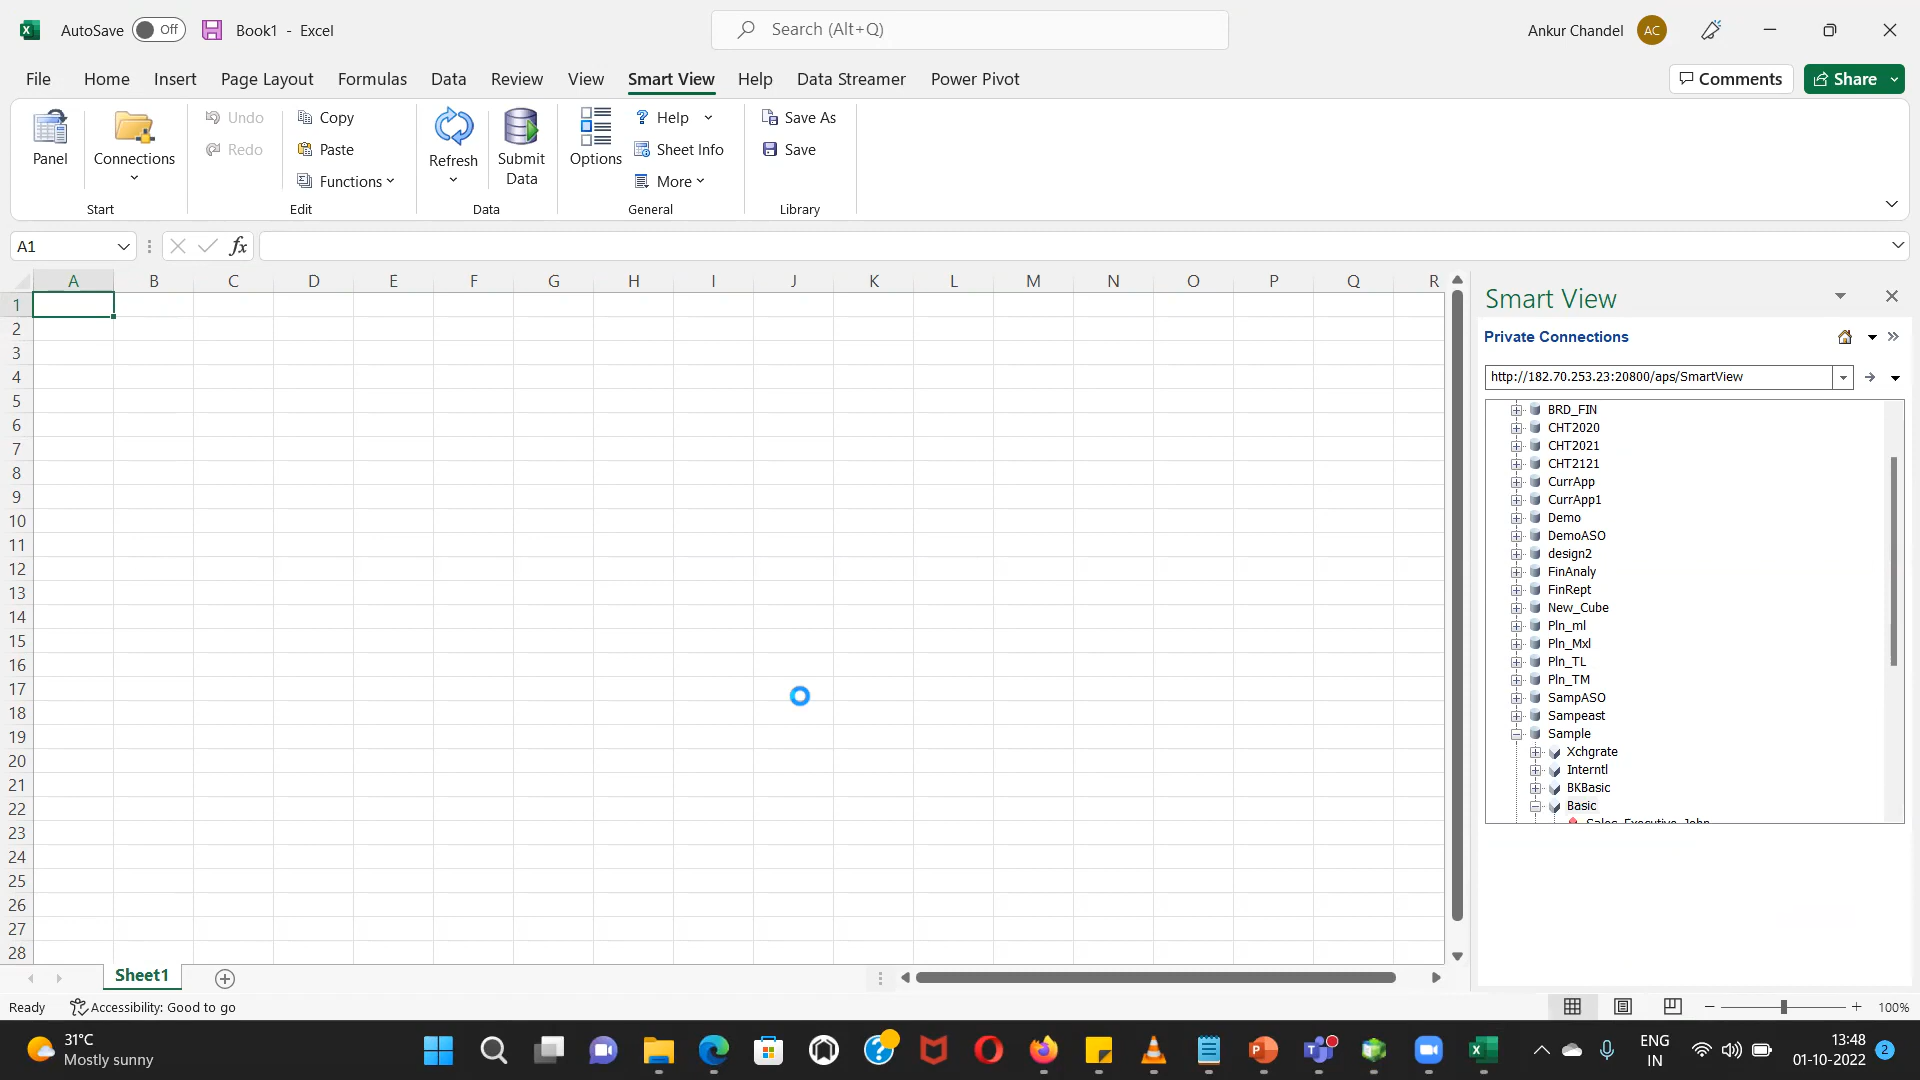 AutoSave Off Book1 - Excel Search (Alt+Q) Ankur Chandel AC
File Home Insert Page Layout Formulas Data Review View Smart View Help Data Streamer Power Pivot Comments Share
Undo Copy Help Save As
Panel Connections Redo Paste Refresh Submit Data Options Sheet Info Save
Functions More
Start Edit Data General Library
A1 fx
A B C D E F G H I J K L M N O P Q R
1
2
3
4
5
6
7
8
9
10
11
12
13
14
15
16
17
18
19
20
21
22
23
24
25
26
27
28
Smart View
Private Connections
http://182.70.253.23:20800/aps/SmartView
BRD_FIN
CHT2020
CHT2021
CHT2121
CurrApp
CurrApp1
Demo
DemoASO
design2
FinAnaly
FinRept
New_Cube
Pln_ml
Pln_Mxl
Pln_TL
Pln_TM
SampASO
Sampeast
Sample
Xchgrate
Interntl
BKBasic
Basic
Sales_Executive_John
Sheet1
Ready Accessibility: Good to go 100%
31°C
Mostly sunny
ENG
IN
13:48
01-10-2022
2